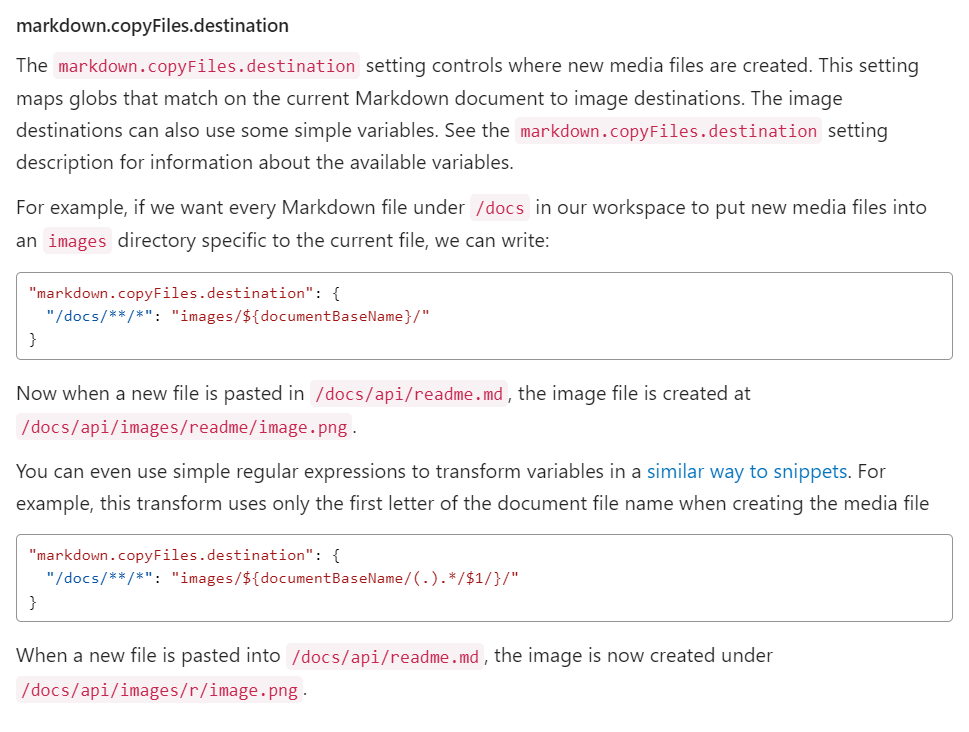 markdown.copyFiles.destination
The markdown.copyFiles.destination setting controls where new media files are created. This setting
maps globs that match on the current Markdown document to image destinations. The image
destinations can also use some simple variables. See the markdown.copyFiles.destination setting
description for information about the available variables.
For example, if we want every Markdown file under /docs in our workspace to put new media files into
an images directory specific to the current file, we can write:
"markdown.copyFiles.destination": {
  "/docs/**/*": "images/${documentBaseName}/"
}
Now when a new file is pasted in /docs/api/readme.md, the image file is created at
/docs/api/images/readme/image.png.
You can even use simple regular expressions to transform variables in a similar way to snippets. For
example, this transform uses only the first letter of the document file name when creating the media file
"markdown.copyFiles.destination": {
  "/docs/**/*": "images/${documentBaseName/(.).*/$1/}/"
}
When a new file is pasted into /docs/api/readme.md, the image is now created under
/docs/api/images/r/image.png.